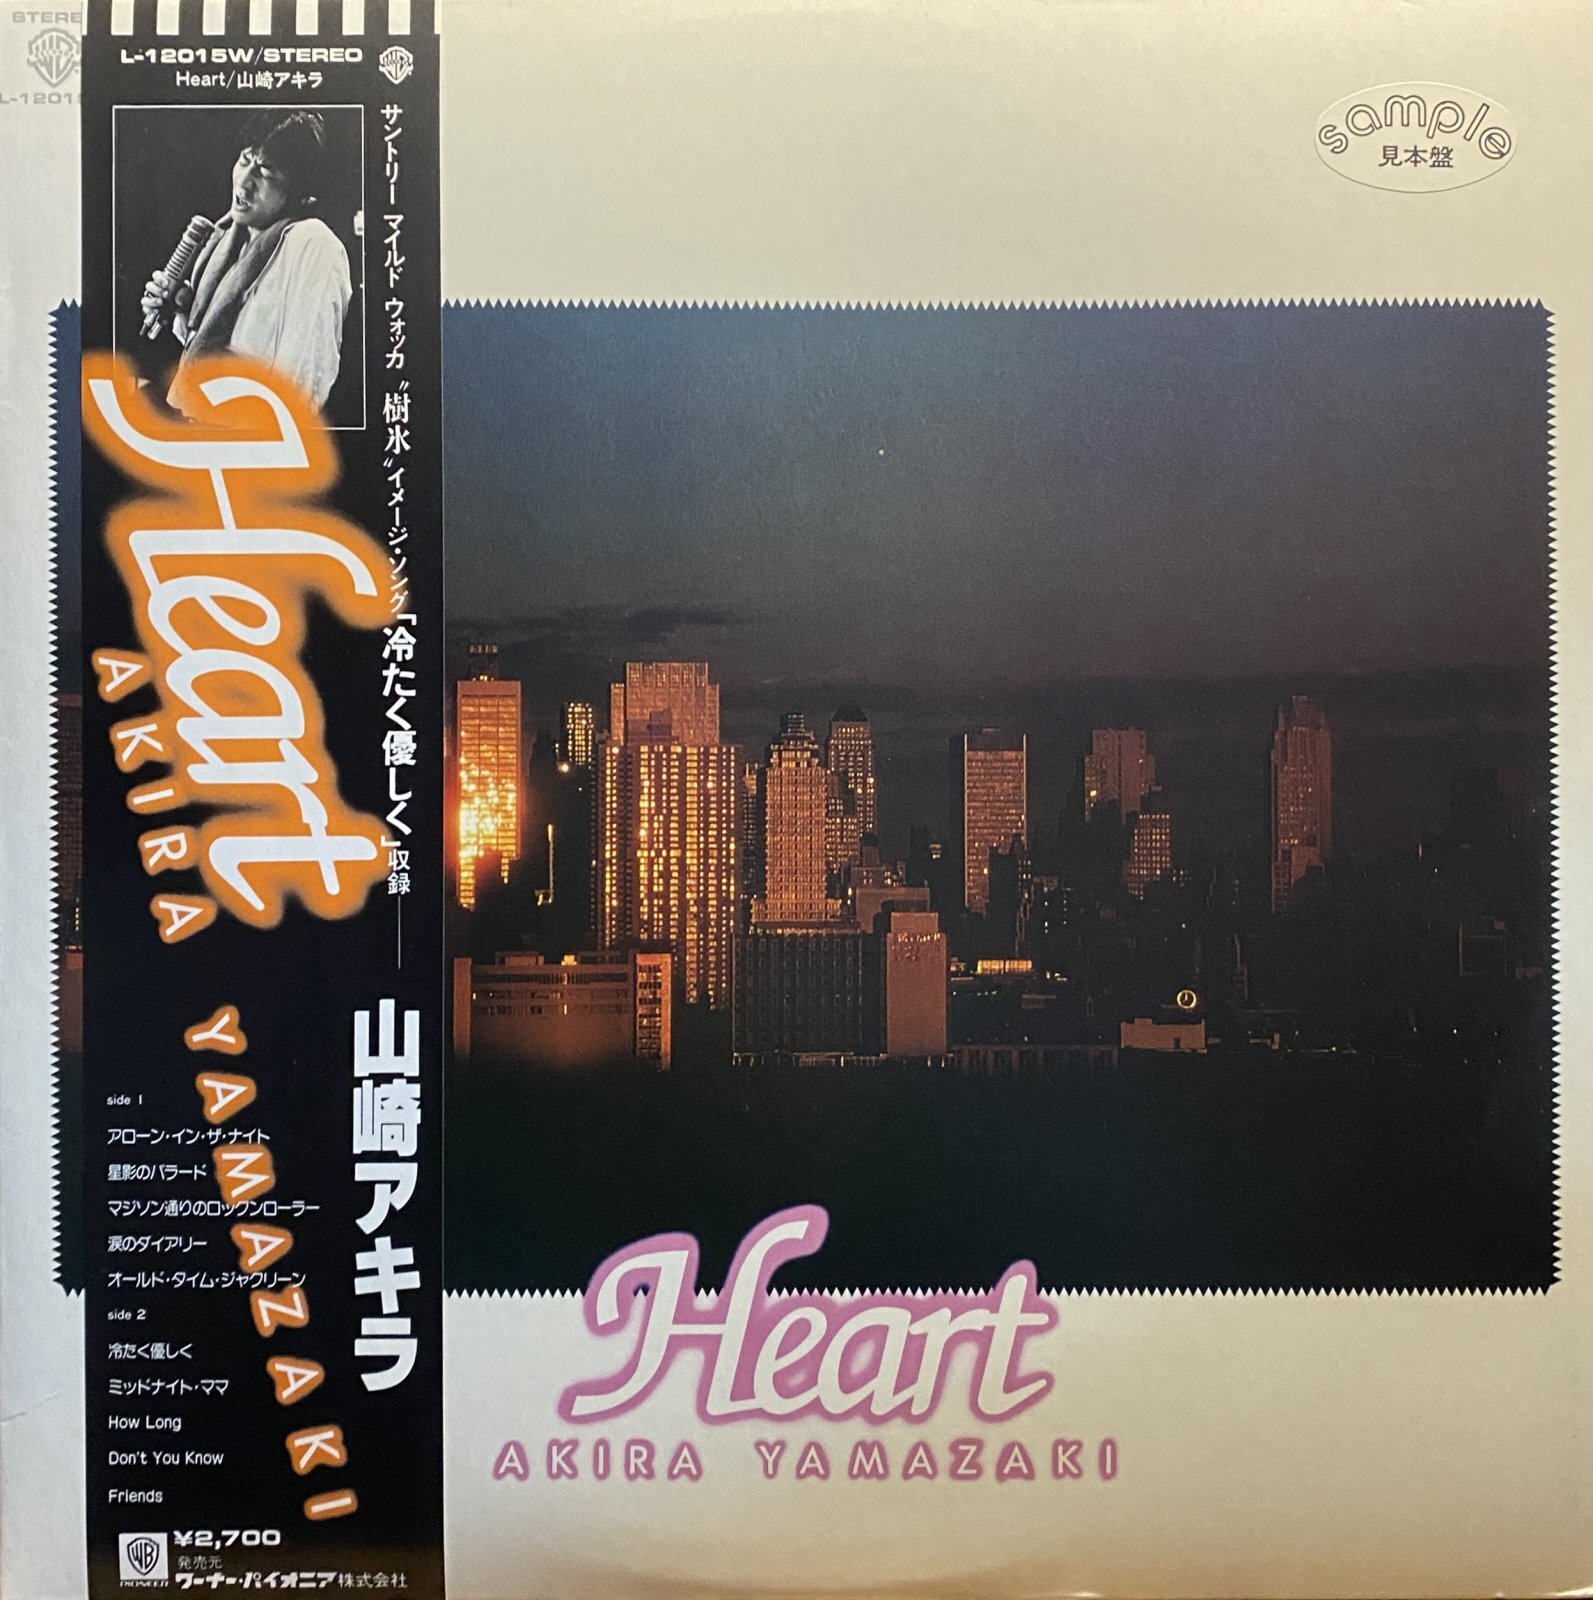 STERE
L-1201
L-12015W/STEREO
Heart/山崎アキラ
サントリー マイルド ウォッカ "樹氷"イメージ・ソング「冷たく優しく」収録
Heart
AKIRA YAMAZAKI
山崎アキラ
side 1
アローン・イン・ザ・ナイト
星影のバラード
マジソン通りのロックンローラー
涙のダイアリー
オールド・タイム・ジャクリーン
side 2
冷たく優しく
ミッドナイト・ママ
How Long
Don't You Know
Friends
WB
PIONEER
¥2,700
発売元
ワーナー・パイオニア株式会社
sample
見本盤
Heart
AKIRA YAMAZAKI